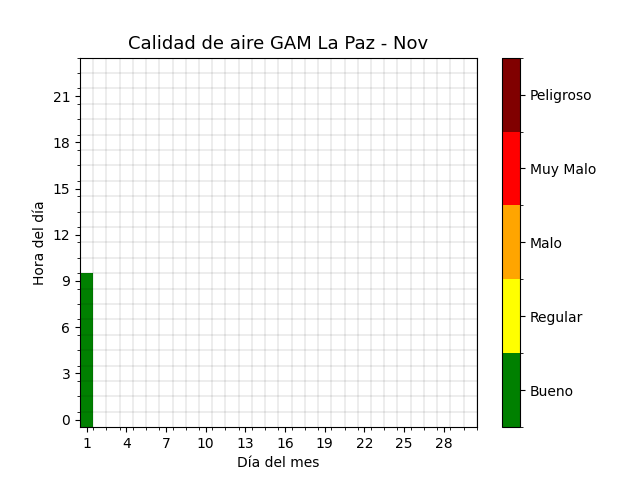 Calidad de aire GAM La Paz - Nov
Hora del día
21
18
15
12
9
6
3
0
1 4 7 10 13 16 19 22 25 28
Día del mes
Peligroso
Muy Malo
Malo
Regular
Bueno